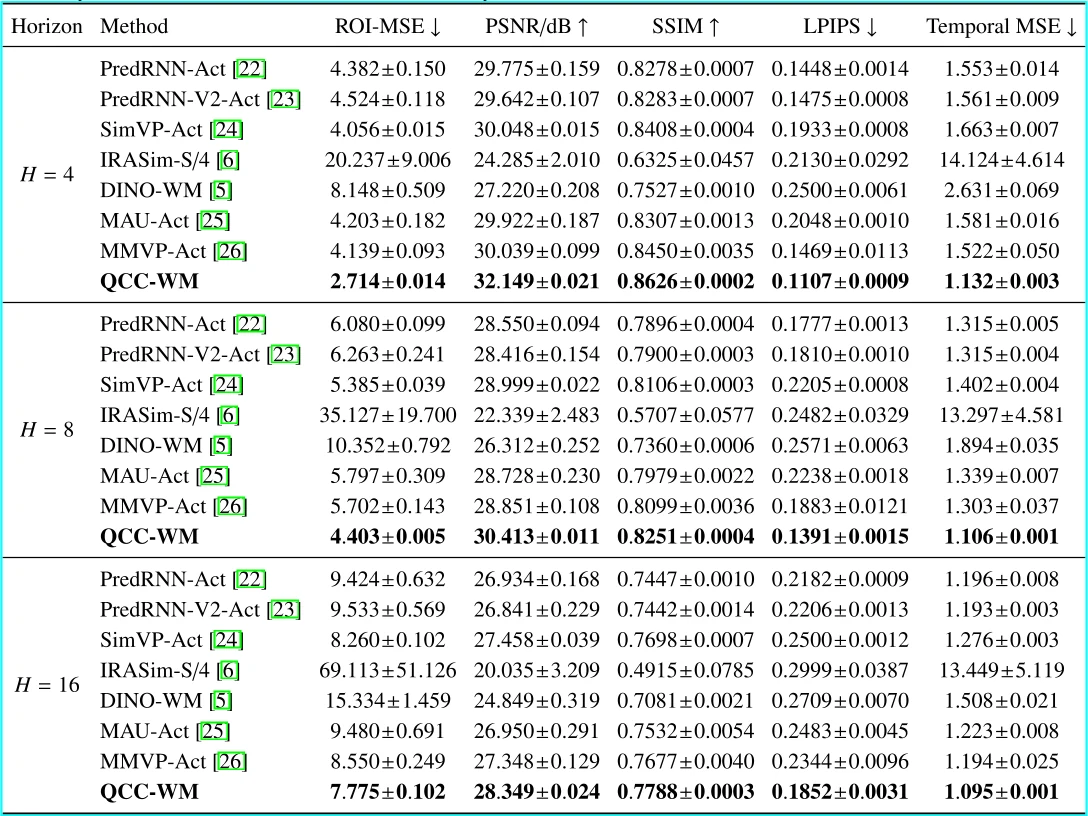 Horizon Method ROI-MSE ↓ PSNR/dB ↑ SSIM ↑ LPIPS ↓ Temporal MSE ↓
PredRNN-Act [22] 4.382±0.150 29.775±0.159 0.8278±0.0007 0.1448±0.0014 1.553±0.014
PredRNN-V2-Act [23] 4.524±0.118 29.642±0.107 0.8283±0.0007 0.1475±0.0008 1.561±0.009
SimVP-Act [24] 4.056±0.015 30.048±0.015 0.8408±0.0004 0.1933±0.0008 1.663±0.007
IRASim-S/4 [6] 20.237±9.006 24.285±2.010 0.6325±0.0457 0.2130±0.0292 14.124±4.614
H = 4
DINO-WM [5] 8.148±0.509 27.220±0.208 0.7527±0.0010 0.2500±0.0061 2.631±0.069
MAU-Act [25] 4.203±0.182 29.922±0.187 0.8307±0.0013 0.2048±0.0010 1.581±0.016
MMVP-Act [26] 4.139±0.093 30.039±0.099 0.8450±0.0035 0.1469±0.0113 1.522±0.050
QCC-WM 2.714±0.014 32.149±0.021 0.8626±0.0002 0.1107±0.0009 1.132±0.003
PredRNN-Act [22] 6.080±0.099 28.550±0.094 0.7896±0.0004 0.1777±0.0013 1.315±0.005
PredRNN-V2-Act [23] 6.263±0.241 28.416±0.154 0.7900±0.0003 0.1810±0.0010 1.315±0.004
SimVP-Act [24] 5.385±0.039 28.999±0.022 0.8106±0.0003 0.2205±0.0008 1.402±0.004
IRASim-S/4 [6] 35.127±19.700 22.339±2.483 0.5707±0.0577 0.2482±0.0329 13.297±4.581
H = 8
DINO-WM [5] 10.352±0.792 26.312±0.252 0.7360±0.0006 0.2571±0.0063 1.894±0.035
MAU-Act [25] 5.797±0.309 28.728±0.230 0.7979±0.0022 0.2238±0.0018 1.339±0.007
MMVP-Act [26] 5.702±0.143 28.851±0.108 0.8099±0.0036 0.1883±0.0121 1.303±0.037
QCC-WM 4.403±0.005 30.413±0.011 0.8251±0.0004 0.1391±0.0015 1.106±0.001
PredRNN-Act [22] 9.424±0.632 26.934±0.168 0.7447±0.0010 0.2182±0.0009 1.196±0.008
PredRNN-V2-Act [23] 9.533±0.569 26.841±0.229 0.7442±0.0014 0.2206±0.0013 1.193±0.003
SimVP-Act [24] 8.260±0.102 27.458±0.039 0.7698±0.0007 0.2500±0.0012 1.276±0.003
IRASim-S/4 [6] 69.113±51.126 20.035±3.209 0.4915±0.0785 0.2999±0.0387 13.449±5.119
H = 16
DINO-WM [5] 15.334±1.459 24.849±0.319 0.7081±0.0021 0.2709±0.0070 1.508±0.021
MAU-Act [25] 9.480±0.691 26.950±0.291 0.7532±0.0054 0.2483±0.0045 1.223±0.008
MMVP-Act [26] 8.550±0.249 27.348±0.129 0.7677±0.0040 0.2344±0.0096 1.194±0.025
QCC-WM 7.775±0.102 28.349±0.024 0.7788±0.0003 0.1852±0.0031 1.095±0.001